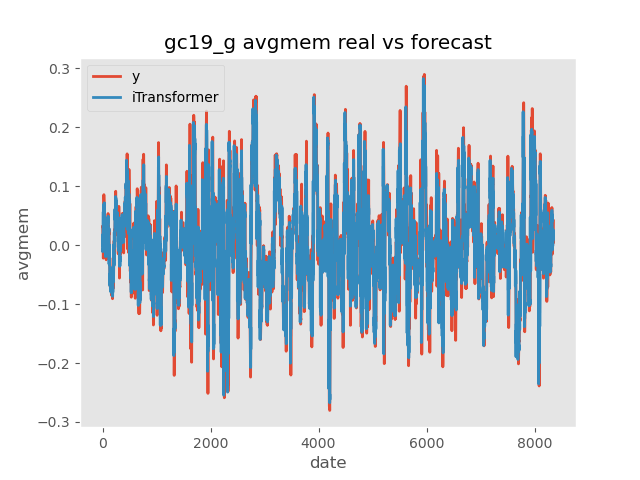 gc19_g avgmem real vs forecast
y
iTransformer
0.3
0.2
0.1
0.0
−0.1
−0.2
−0.3
avgmem
0 2000 4000 6000 8000
date